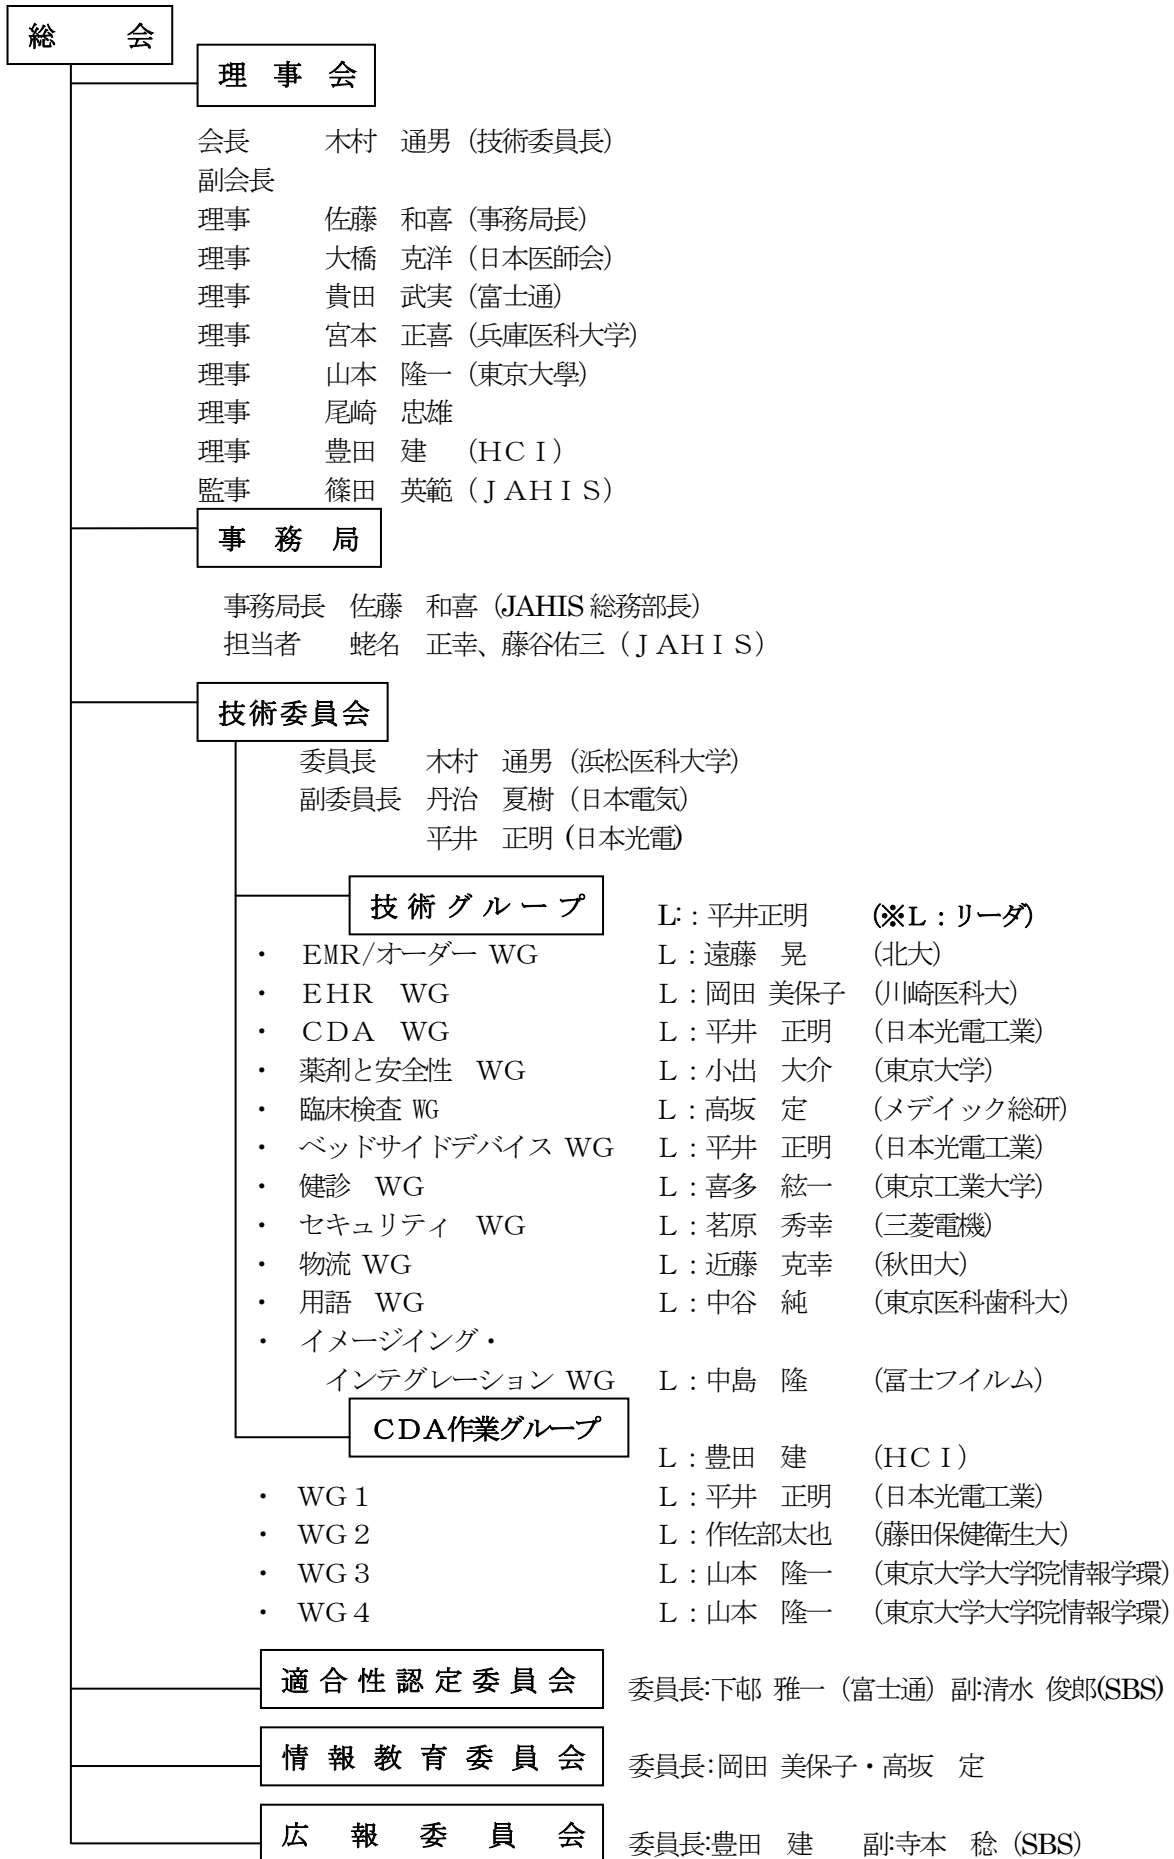 総　会
理 事 会
会長　木村　通男（技術委員長）
副会長
理事　佐藤　和喜（事務局長）
理事　大橋　克洋（日本医師会）
理事　貴田　武実（富士通）
理事　宮本　正喜（兵庫医科大学）
理事　山本　隆一（東京大學）
理事　尾崎　忠雄
理事　豊田　建　（ＨＣＩ）
監事　篠田　英範（ＪＡＨＩＳ）
事 務 局
事務局長　佐藤　和喜（JAHIS 総務部長）
担当者　蛯名　正幸、藤谷佑三（ＪＡＨＩＳ）
技術委員会
委員長　木村　通男（浜松医科大学）
副委員長　丹治　夏樹（日本電気）
平井　正明（日本光電）
技 術 グ ル ー プ　L:：平井正明　(※Ｌ：リーダ)
・　ＥＭＲ/オーダー ＷＧ　Ｌ：遠藤　晃　（北大）
・　ＥＨＲ　ＷＧ　Ｌ：岡田 美保子　（川崎医科大）
・　ＣＤＡ　ＷＧ　Ｌ：平井　正明　（日本光電工業）
・　薬剤と安全性　ＷＧ　Ｌ：小出　大介　（東京大学）
・　臨床検査 WG　Ｌ：高坂　定　（メデイック総研）
・　ベッドサイドデバイス ＷＧ　Ｌ：平井　正明　（日本光電工業）
・　健診　ＷＧ　Ｌ：喜多　紘一　（東京工業大学）
・　セキュリティ　ＷＧ　Ｌ：茗原　秀幸　（三菱電機）
・　物流 ＷＧ　Ｌ：近藤　克幸　（秋田大）
・　用語　ＷＧ　Ｌ：中谷　純　（東京医科歯科大）
・　イメージイング・
インテグレーション ＷＧ　Ｌ：中島　隆　（冨士フイルム）
ＣＤＡ作業グループ
Ｌ：豊田　建　（ＨＣＩ）
・　ＷＧ１　Ｌ：平井　正明　（日本光電工業）
・　ＷＧ２　Ｌ：作佐部太也　（藤田保健衛生大）
・　ＷＧ３　Ｌ：山本　隆一　（東京大学大学院情報学環）
・　ＷＧ４　Ｌ：山本　隆一　（東京大学大学院情報学環）
適 合 性 認 定 委 員 会　委員長:下邨 雅一（富士通）副:清水 俊郎(SBS)
情 報 教 育 委 員 会　委員長:岡田 美保子・高坂　定
広 報 委 員 会　委員長:豊田　建　副:寺本　稔（SBS）